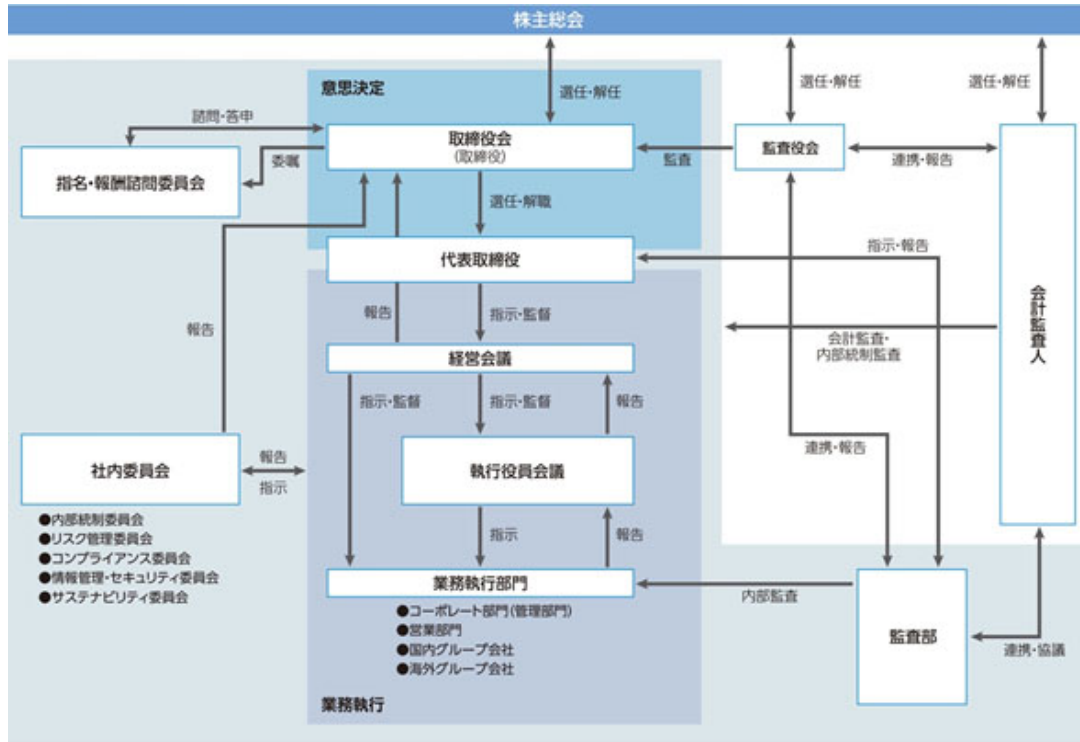 株主総会
意思決定
選任・解任
選任・解任
選任・解任
諮問・答申
取締役会
(取締役)
監査役会
委嘱
監査
連携・報告
指名・報酬諮問委員会
選任・解職
代表取締役
指示・報告
会計監査人
報告
報告
指示・監督
会計監査・
内部統制監査
経営会議
指示・監督
指示・監督
報告
社内委員会
報告
指示
執行役員会議
連携・報告
●内部統制委員会
●リスク管理委員会
●コンプライアンス委員会
●情報管理・セキュリティ委員会
●サステナビリティ委員会
指示
報告
業務執行部門
内部監査
●コーポレート部門(管理部門)
●営業部門
●国内グループ会社
●海外グループ会社
監査部
連携・協議
業務執行